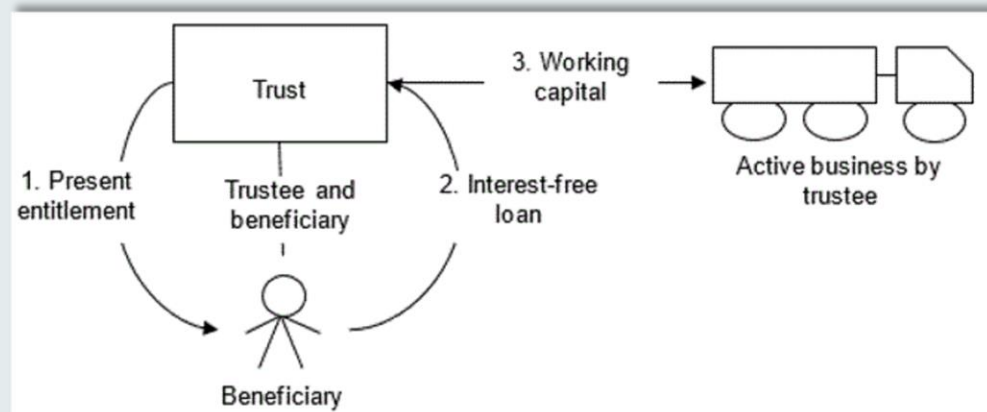 Trust
3. Working
capital
Active business by
trustee
1. Present
entitlement
Trustee and
beneficiary
2. Interest-free
loan
Beneficiary